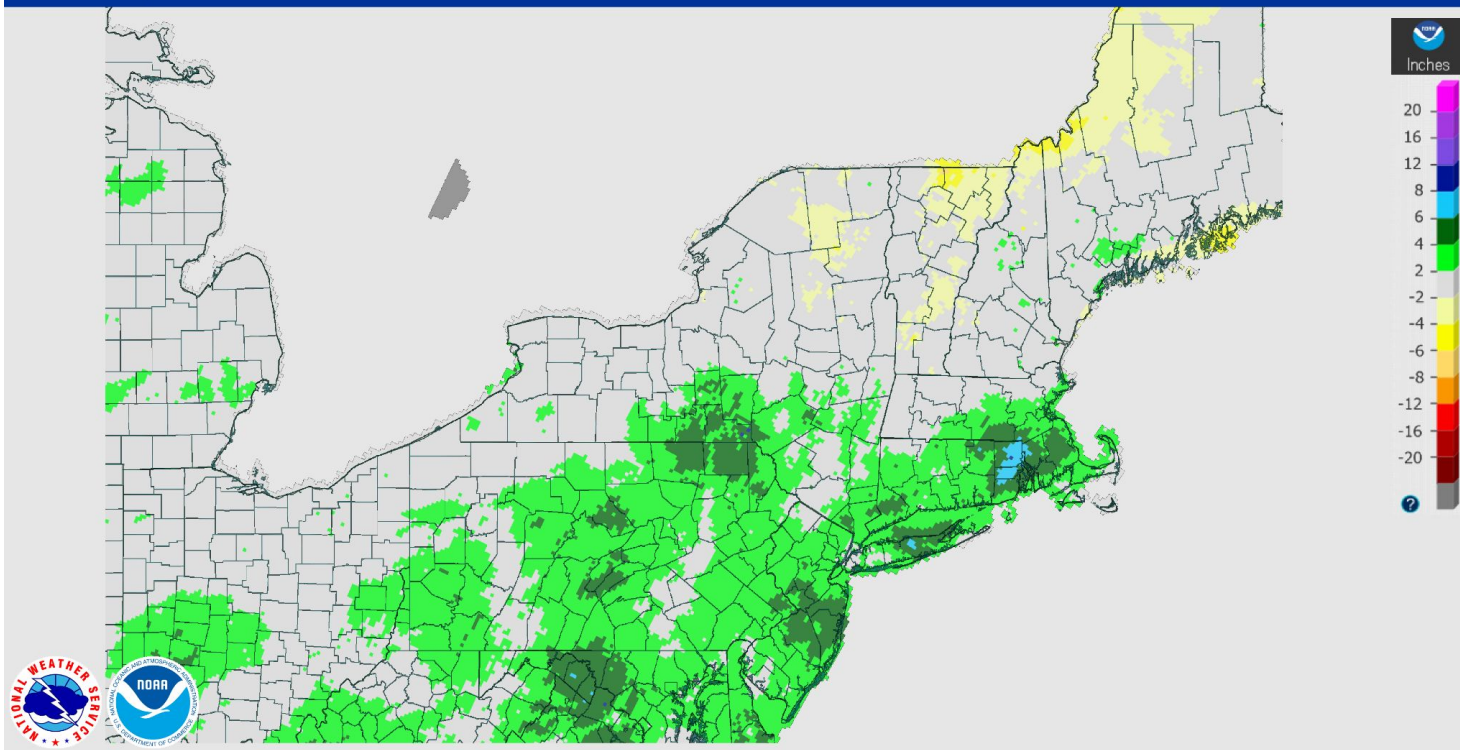 NOAA
Inches
20
16
12
8
6
4
2
-2
-4
-6
-8
-12
-16
-20
?
NATIONAL WEATHER SERVICE
NATIONAL OCEANIC AND ATMOSPHERIC ADMINISTRATION
NOAA
U.S. DEPARTMENT OF COMMERCE